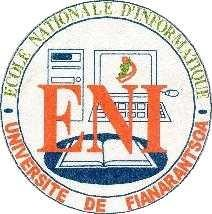 ECOLE NATIONALE D'INFORMATIQUE
ENI
UNIVERSITE DE FIANARANTSOA